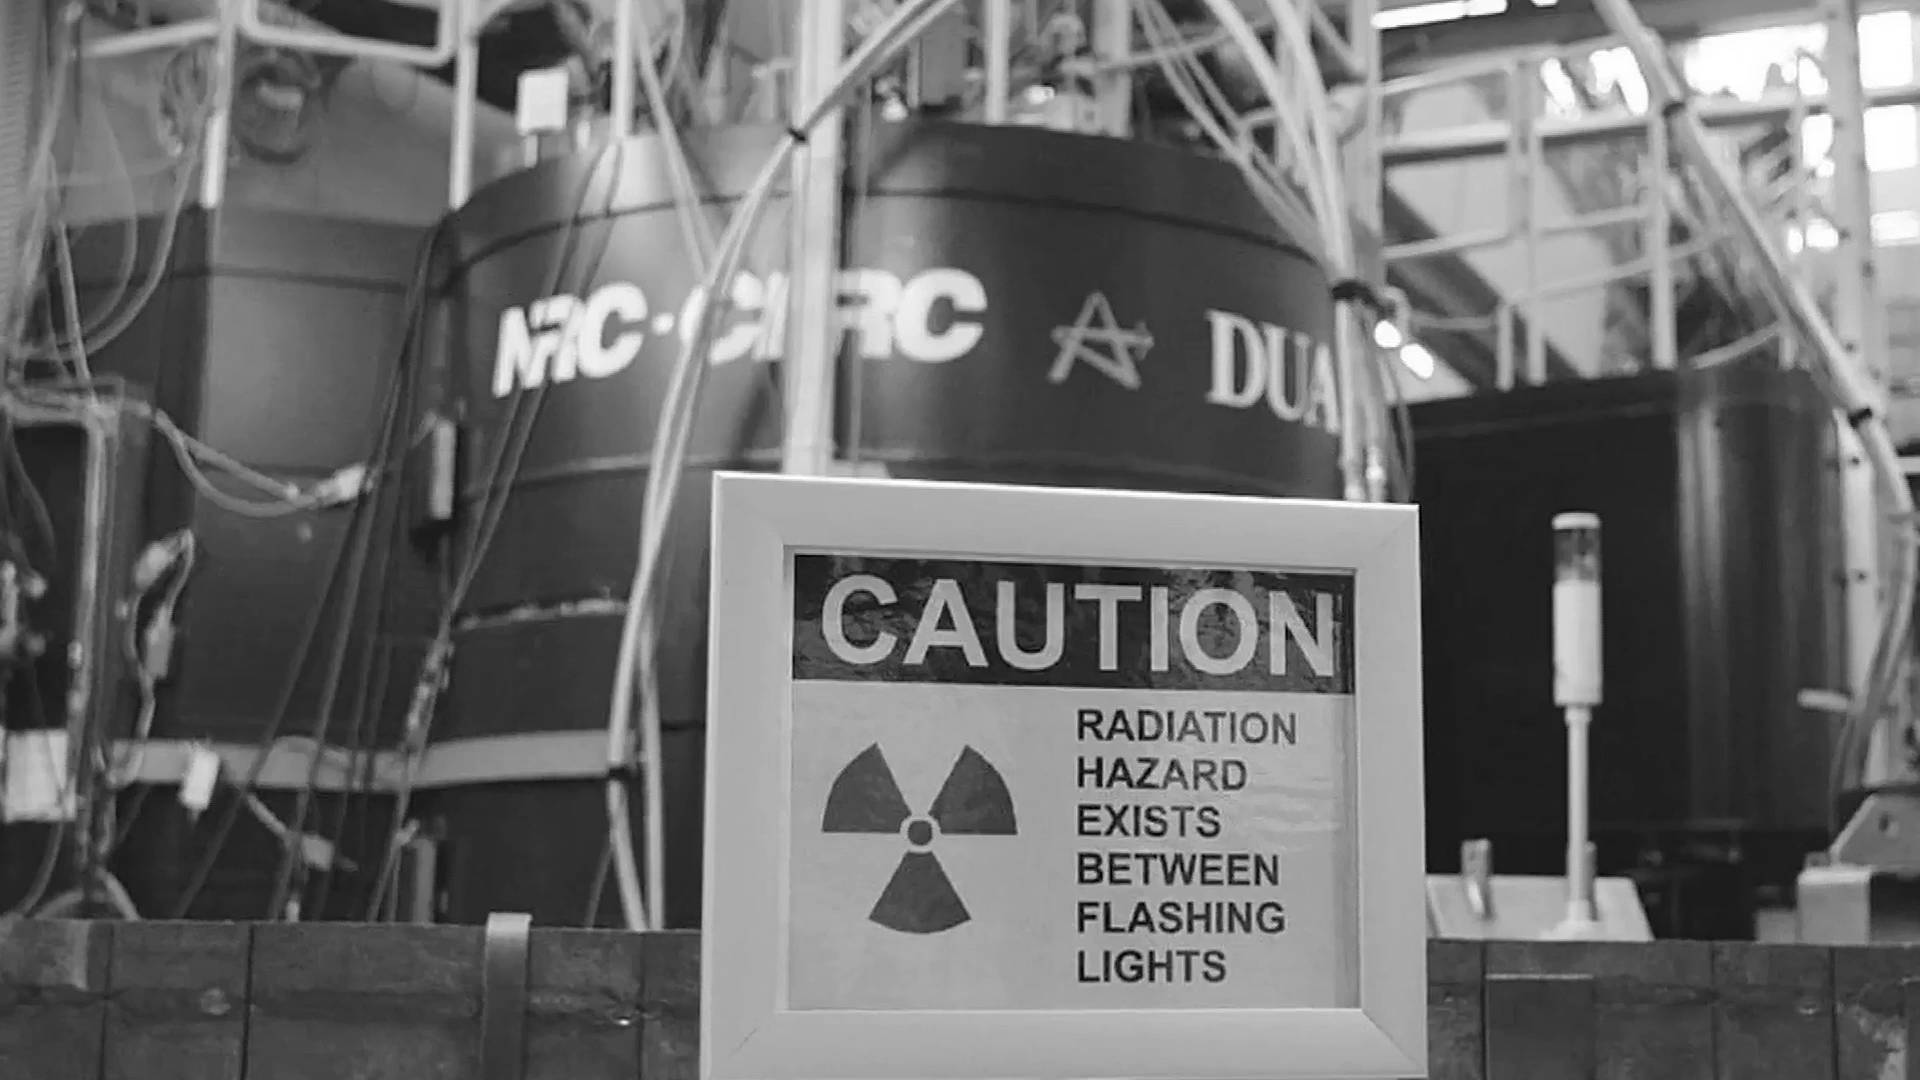 NRC·CNRC
DUA
CAUTION
RADIATION
HAZARD
EXISTS
BETWEEN
FLASHING
LIGHTS